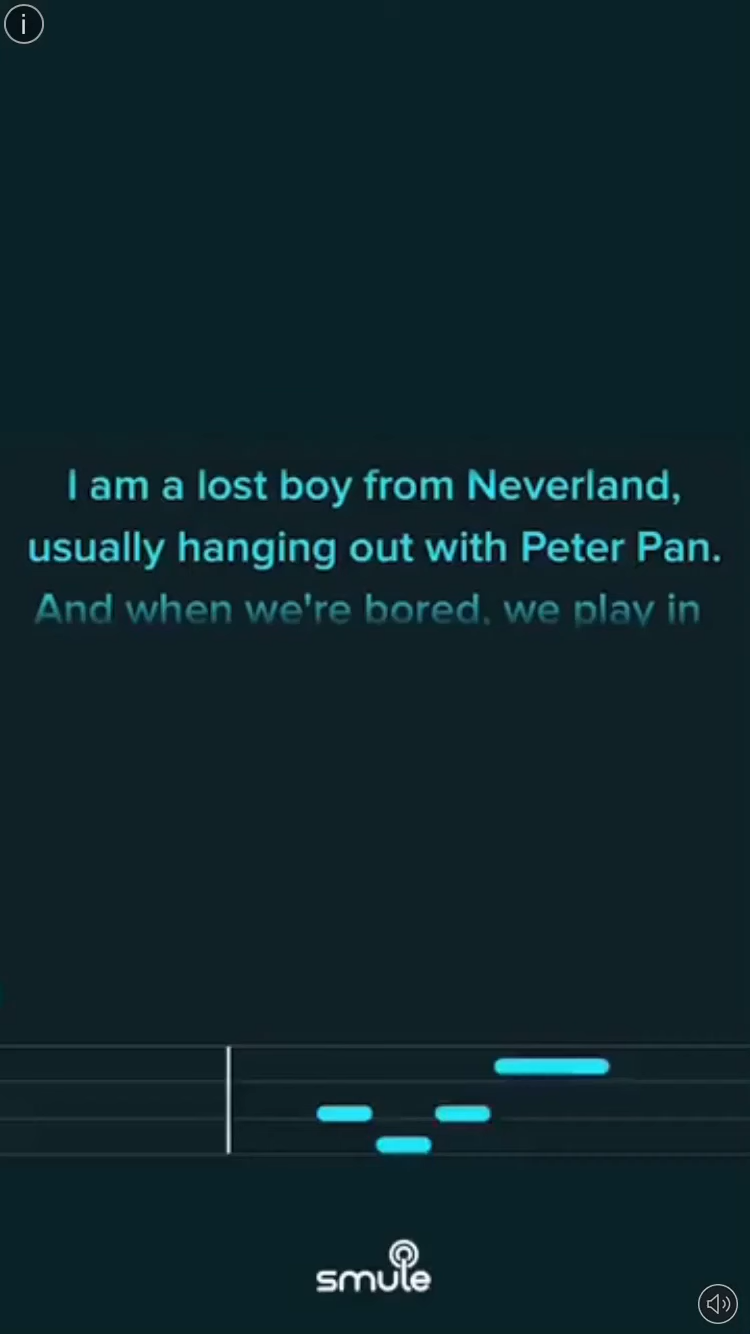 I am a lost boy from Neverland,
usually hanging out with Peter Pan.
And when we're bored, we play in
smule